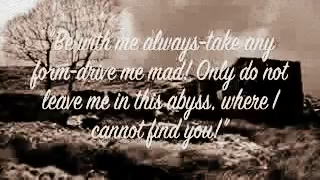 Be with me always-take any
form-drive me mad! Only do not
leave me in this abyss, where I
cannot find you!"